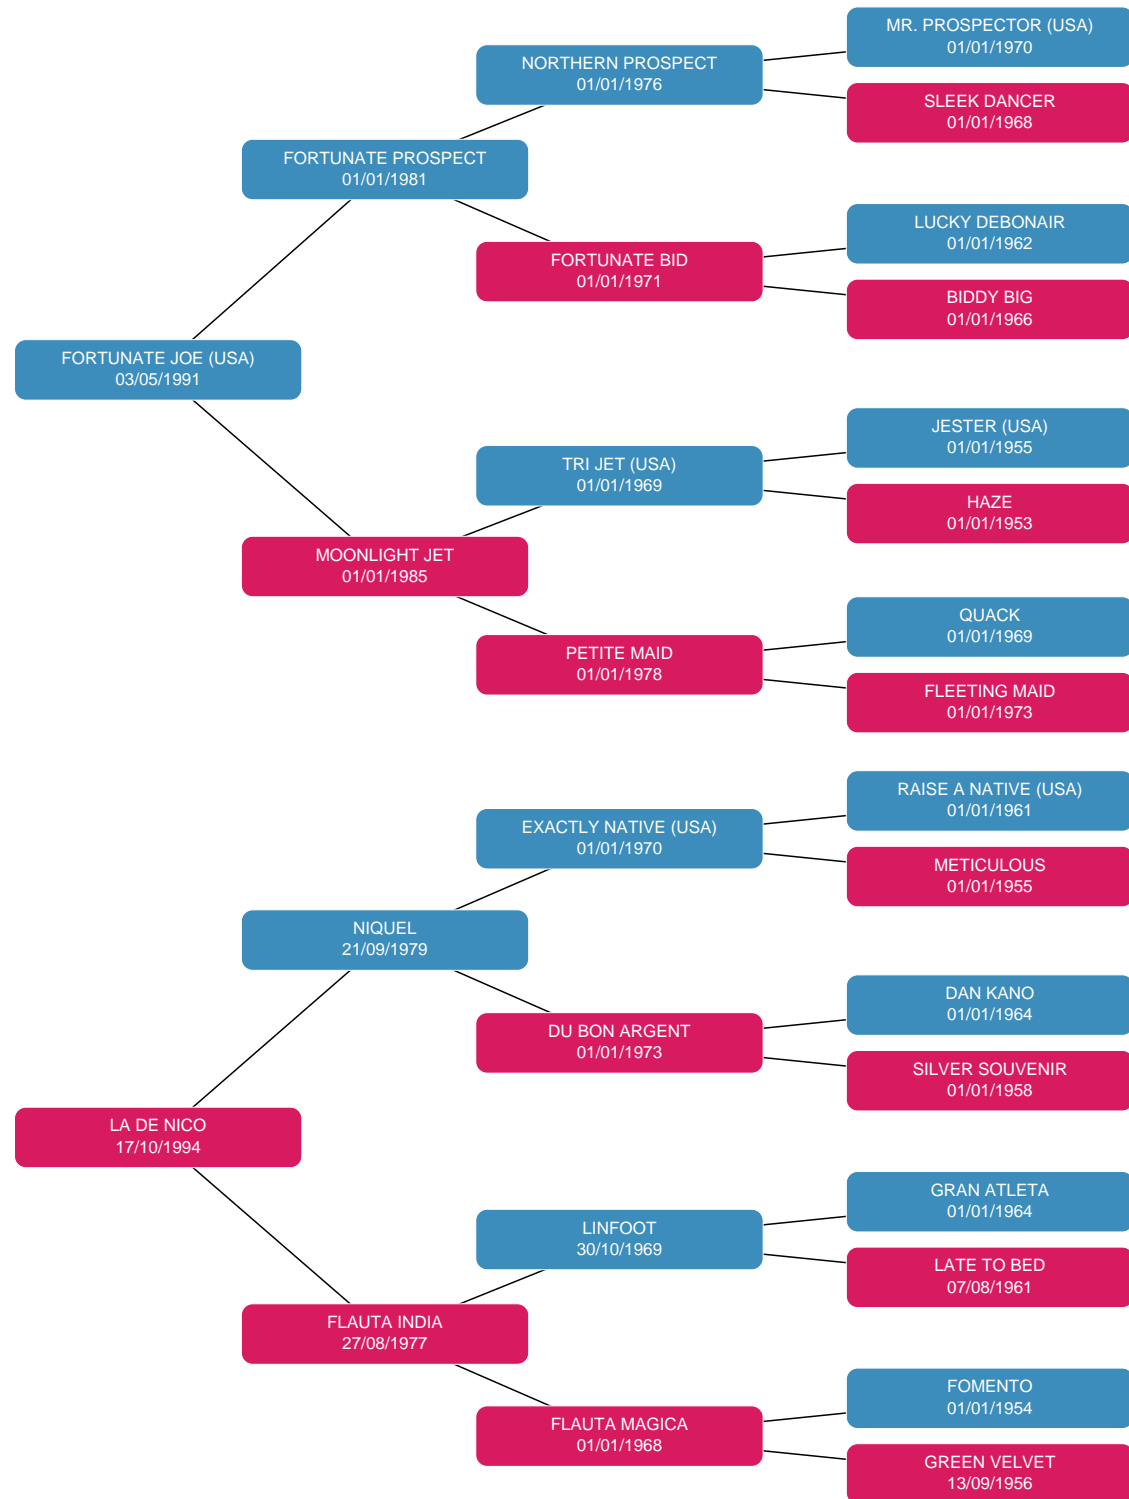 MR. PROSPECTOR (USA)
01/01/1970
NORTHERN PROSPECT
01/01/1976
SLEEK DANCER
01/01/1968
FORTUNATE PROSPECT
01/01/1981
LUCKY DEBONAIR
01/01/1962
FORTUNATE BID
01/01/1971
BIDDY BIG
01/01/1966
FORTUNATE JOE (USA)
03/05/1991
JESTER (USA)
01/01/1955
TRI JET (USA)
01/01/1969
HAZE
01/01/1953
MOONLIGHT JET
01/01/1985
QUACK
01/01/1969
PETITE MAID
01/01/1978
FLEETING MAID
01/01/1973
RAISE A NATIVE (USA)
01/01/1961
EXACTLY NATIVE (USA)
01/01/1970
METICULOUS
01/01/1955
NIQUEL
21/09/1979
DAN KANO
01/01/1964
DU BON ARGENT
01/01/1973
SILVER SOUVENIR
01/01/1958
LA DE NICO
17/10/1994
GRAN ATLETA
01/01/1964
LINFOOT
30/10/1969
LATE TO BED
07/08/1961
FLAUTA INDIA
27/08/1977
FOMENTO
01/01/1954
FLAUTA MAGICA
01/01/1968
GREEN VELVET
13/09/1956